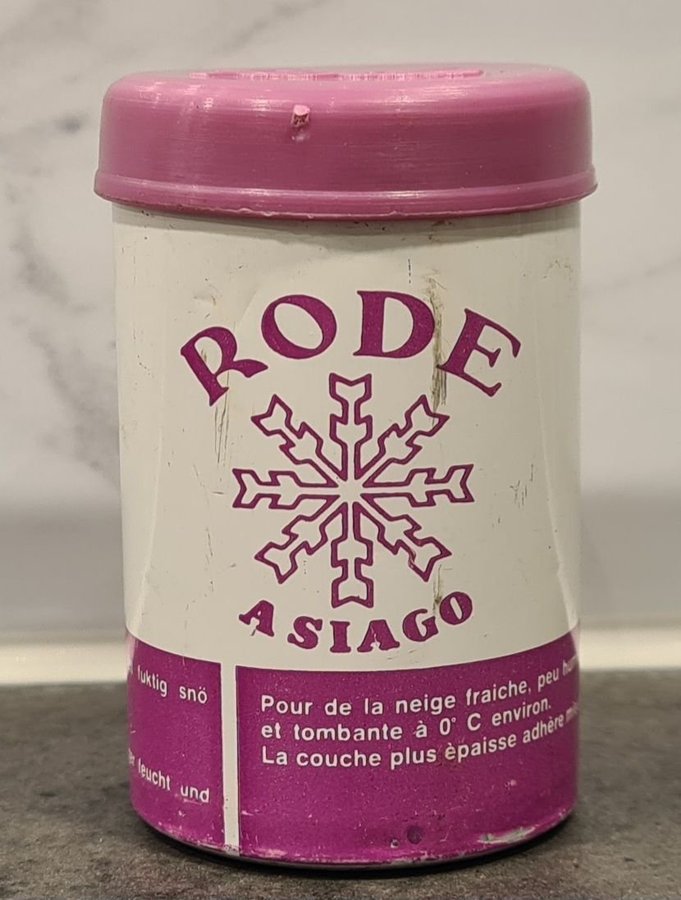 RODE
ASIAGO
fuktig snö
feucht und
Pour de la neige fraiche, peu
et tombante à 0° C environ.
La couche plus èpaisse adhère